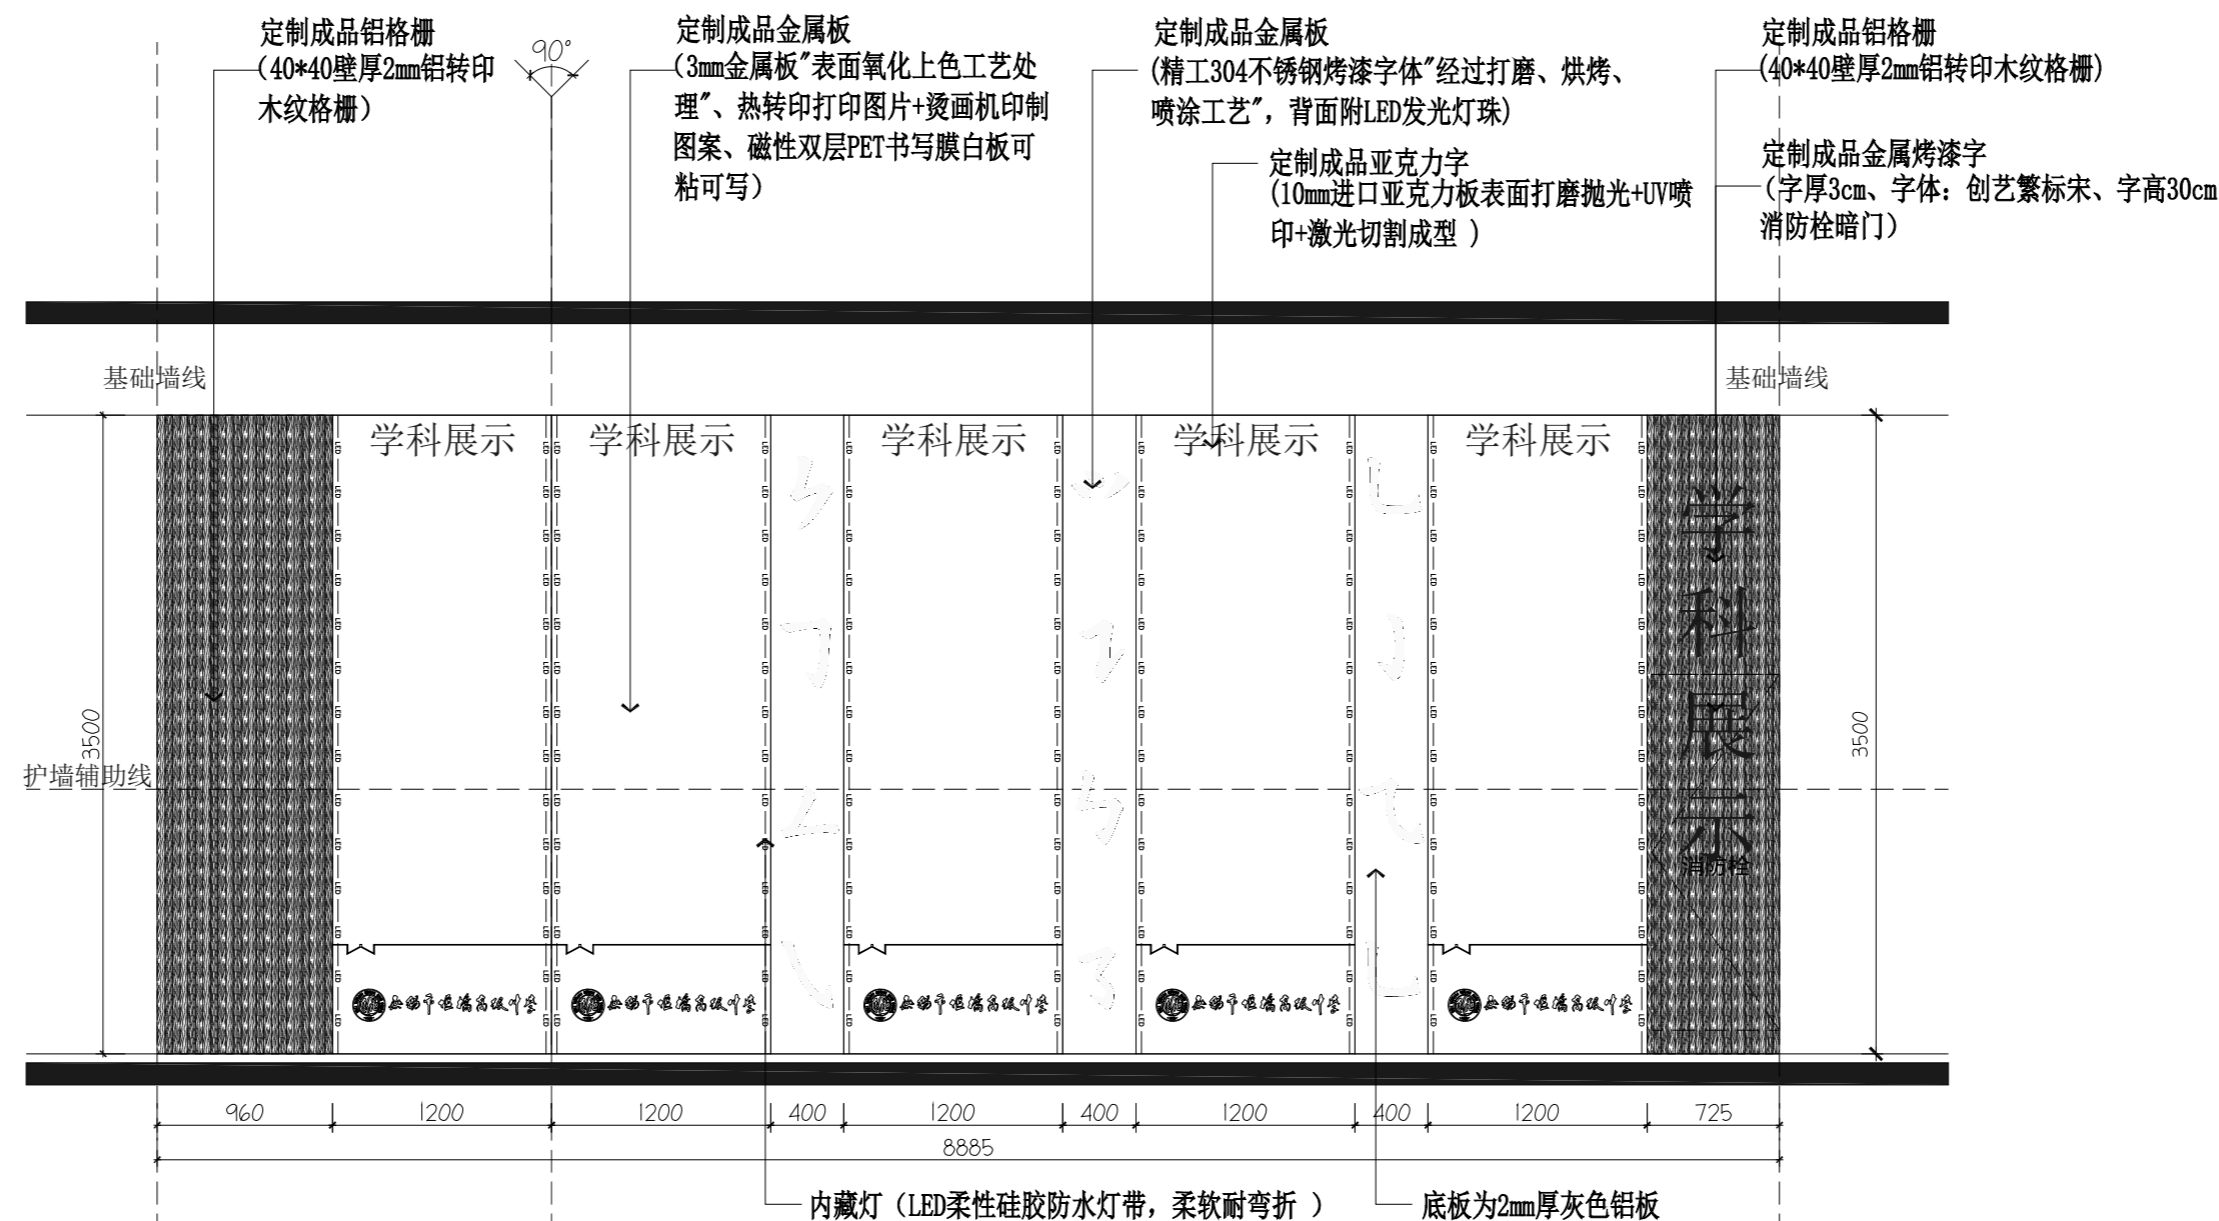 定制成品铝格栅
(40*40壁厚2mm铝转印
木纹格栅)
90°
定制成品金属板
(3mm金属板"表面氧化上色工艺处
理"、热转印打印图片+烫画机印制
图案、磁性双层PET书写膜白板可
粘可写)
定制成品金属板
(精工304不锈钢烤漆字体"经过打磨、烘烤、
喷涂工艺", 背面附LED发光灯珠)
定制成品亚克力字
(10mm进口亚克力板表面打磨抛光+UV喷
印+激光切割成型 )
定制成品铝格栅
(40*40壁厚2mm铝转印木纹格栅)
定制成品金属烤漆字
(字厚3cm、字体: 创艺繁标宋、字高30cm
消防栓暗门)
基础墙线
基础墙线
学科展示
学科展示
学科展示
学科展示
学科展示
学科展示
消防栓
3500
3500
护墙辅助线
960
1200
1200
400
1200
400
1200
400
1200
725
8885
内藏灯 (LED柔性硅胶防水灯带, 柔软耐弯折 )
底板为2mm厚灰色铝板